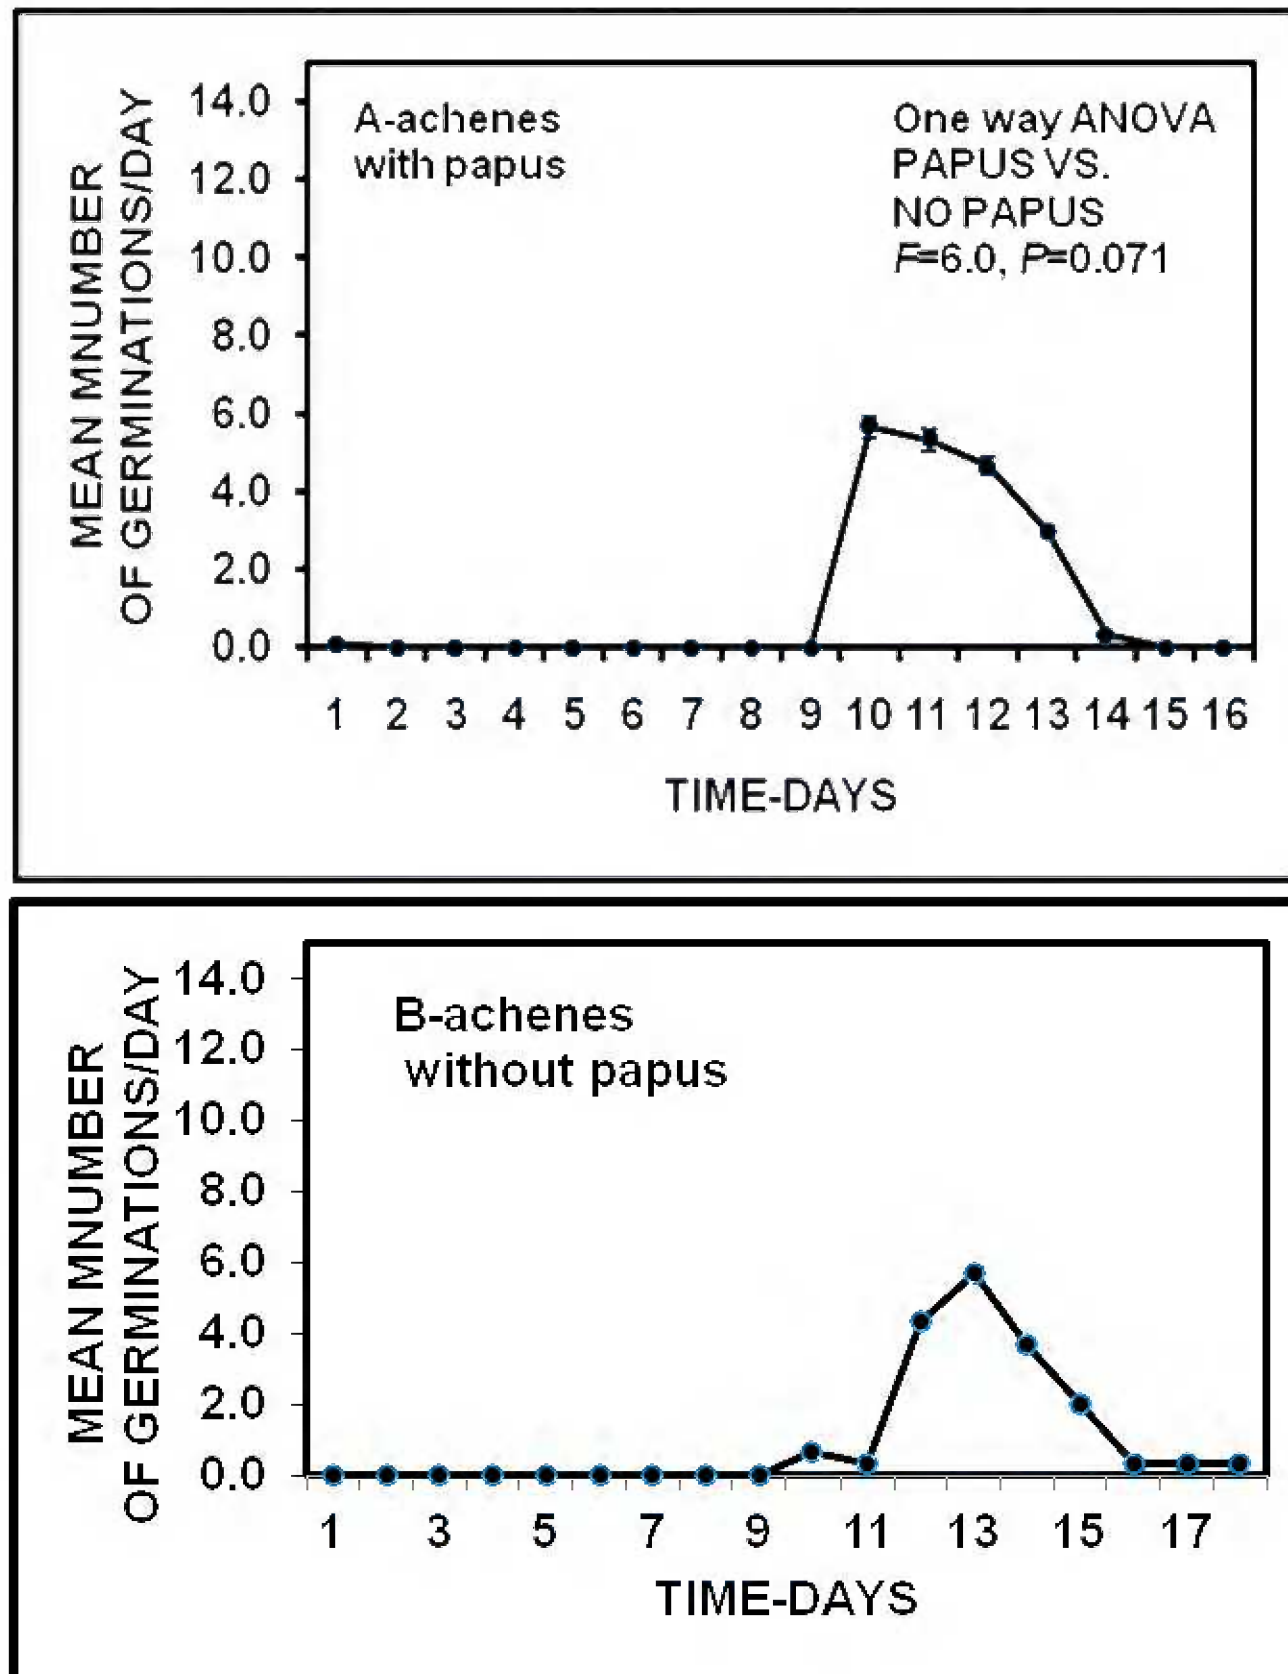 A-achenes
with papus
One way ANOVA
PAPUS VS.
NO PAPUS
F=6.0, P=0.071
MEAN MNUMBER
OF GERMINATIONS/DAY
14.0
12.0
10.0
8.0
6.0
4.0
2.0
0.0
1 2 3 4 5 6 7 8 9 10 11 12 13 14 15 16
TIME-DAYS
B-achenes
without papus
MEAN MNUMBER
OF GERMINATIONS/DAY
14.0
12.0
10.0
8.0
6.0
4.0
2.0
0.0
1 3 5 7 9 11 13 15 17
TIME-DAYS